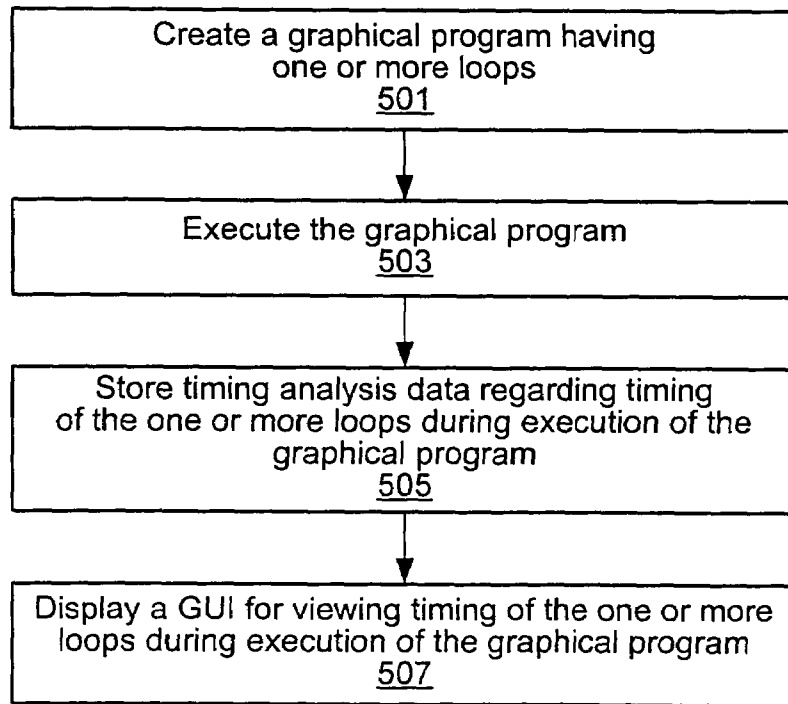 Create a graphical program having
one or more loops
501
Execute the graphical program
503
Store timing analysis data regarding timing
of the one or more loops during execution of the
graphical program
505
Display a GUI for viewing timing of the one or more
loops during execution of the graphical program
507